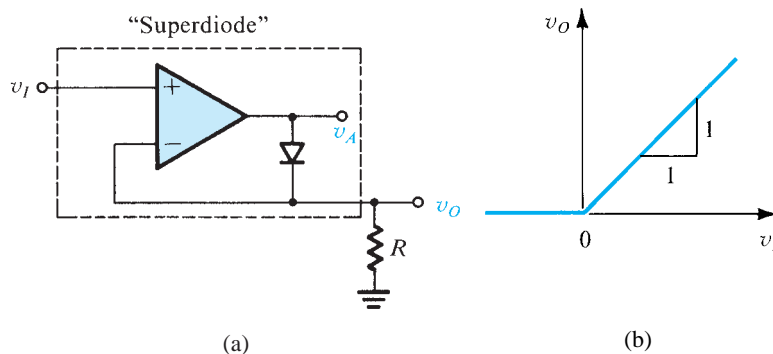 "Superdiode"
v_O
v_I
+
v_A
1
−
1
v_O
0
R
(a)
(b)